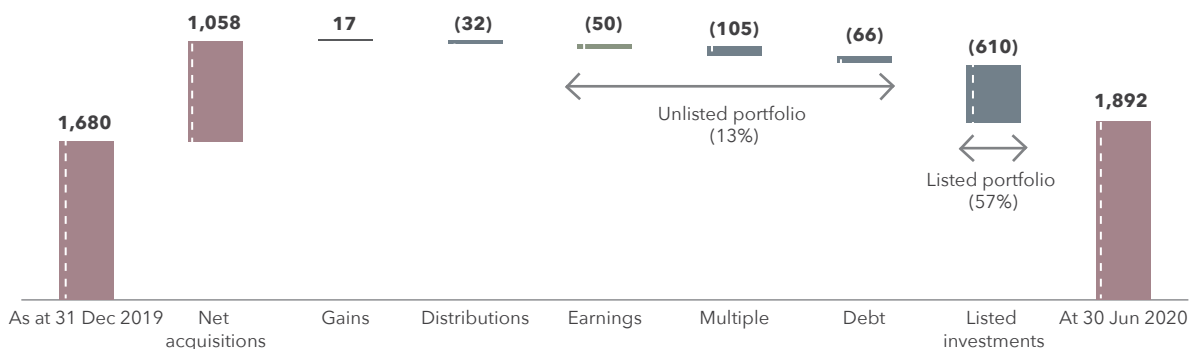 1,058
17
(32)
(50)
(105)
(66)
(610)
1,680
1,892
Unlisted portfolio
(13%)
Listed portfolio
(57%)
As at 31 Dec 2019
Net
acquisitions
Gains
Distributions
Earnings
Multiple
Debt
Listed
investments
At 30 Jun 2020